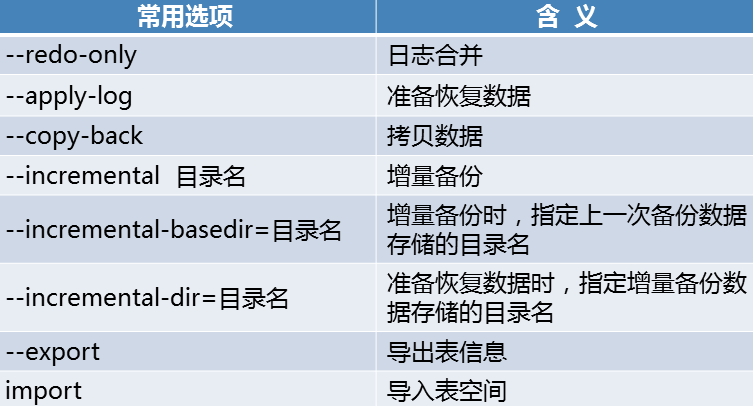 常用选项 含 义
--redo-only 日志合并
--apply-log 准备恢复数据
--copy-back 拷贝数据
--incremental 目录名 增量备份
--incremental-basedir=目录名 增量备份时，指定上一次备份数据
存储的目录名
--incremental-dir=目录名 准备恢复数据时，指定增量备份数
据存储的目录名
--export 导出表信息
import 导入表空间